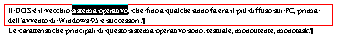 Il·DOS·è il vecchio sistema·operativo, che·fino a qualche·anno fa era il più diffuso·sui·PC, prima·
dell'avvento·di·Windows·95·e·successori.¶
Le caratteristiche principali di questo sistema operativo sono: testuale, monoutente, monotask.¶